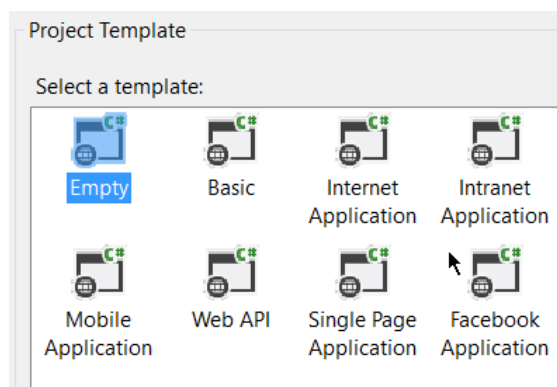 Project Template
Select a template:
C# C# C# C#
Empty Basic Internet Application Intranet Application
C# C# C# C#
Mobile Application Web API Single Page Application Facebook Application